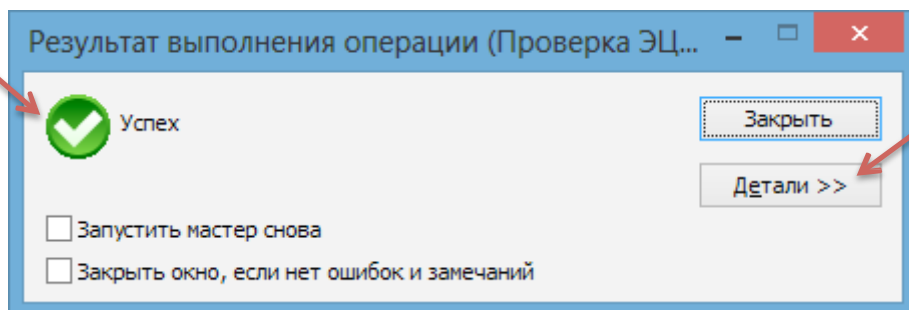 Результат выполнения операции (Проверка ЭЦ...
Успех
Закрыть
Детали >>
Запустить мастер снова
Закрыть окно, если нет ошибок и замечаний